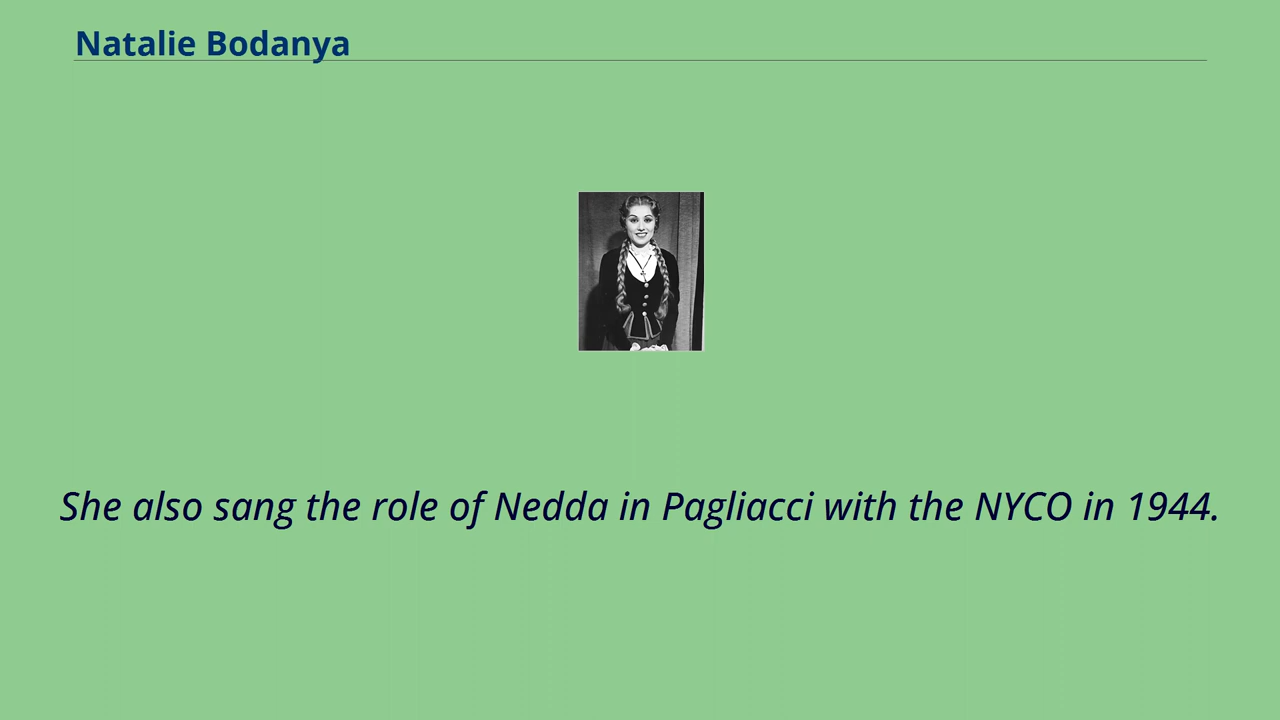 Natalie Bodanya
She also sang the role of Nedda in Pagliacci with the NYCO in 1944.